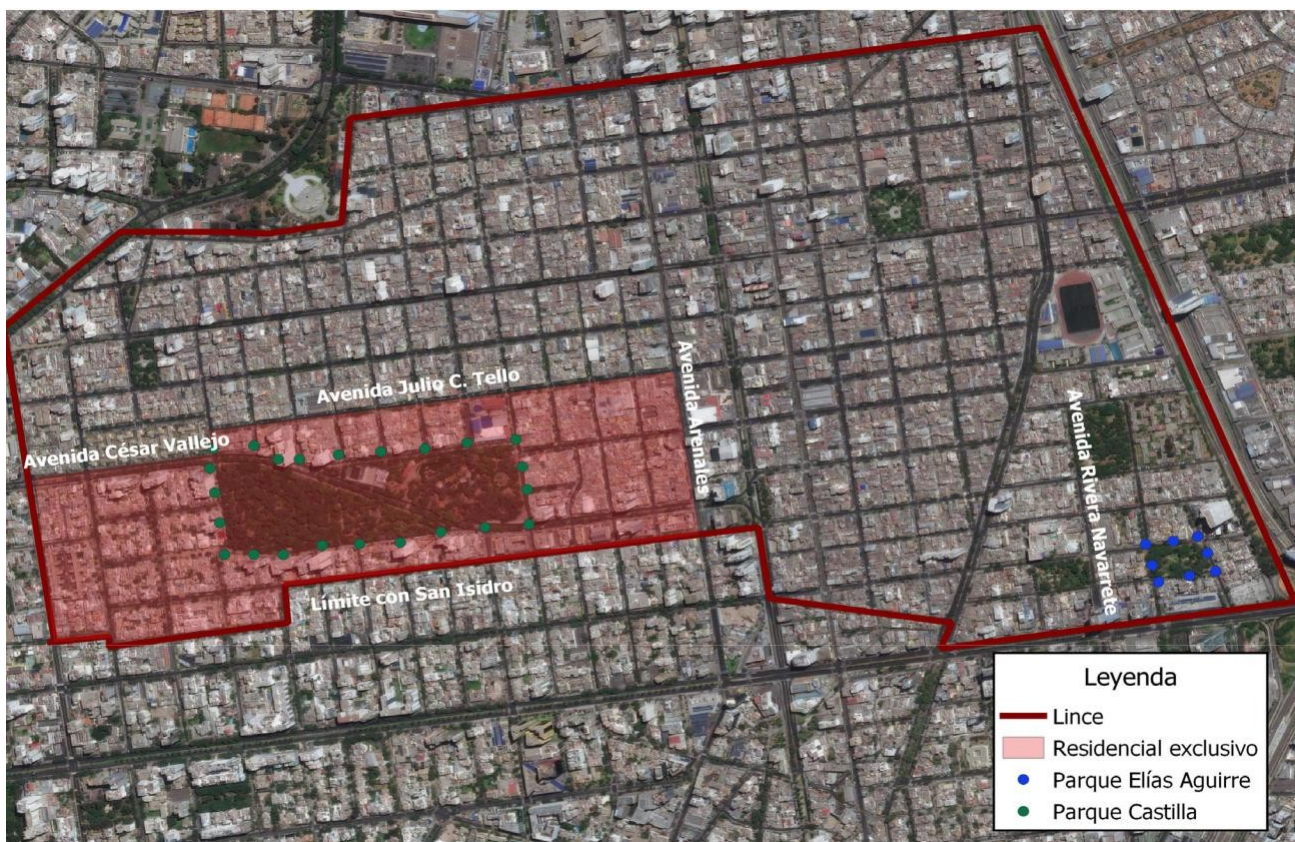 Avenida Julio C. Tello
Avenida Arenales
Avenida César Vallejo
Avenida Rivera Navarrete
Límite con San Isidro
Leyenda
Lince
Residencial exclusivo
Parque Elías Aguirre
Parque Castilla